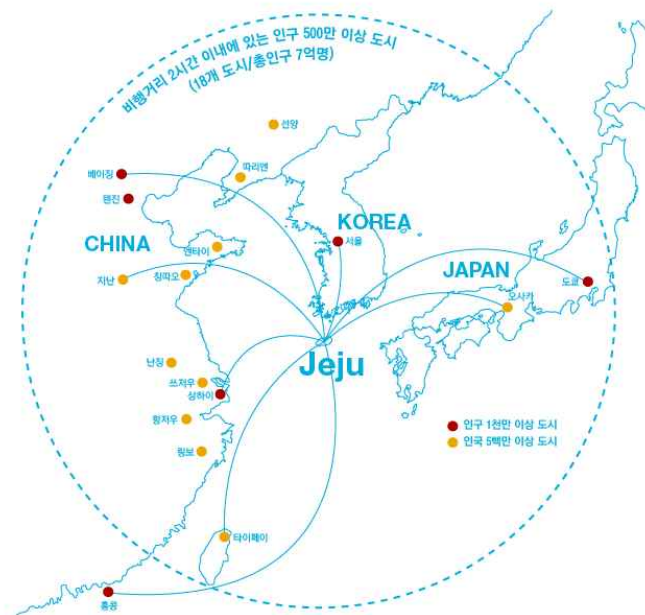 비행거리 2시간 이내에 있는 인구 500만 이상 도시
(18개 도시/총인구 7억명)
선양
따리엔
베이징
텐진
KOREA
서울
CHINA
옌타이
지난
칭따오
JAPAN
도쿄
오사카
Jeju
난징
쑤저우
상하이
항저우
링보
인구 1천만 이상 도시
인국 5백만 이상 도시
타이페이
홍콩